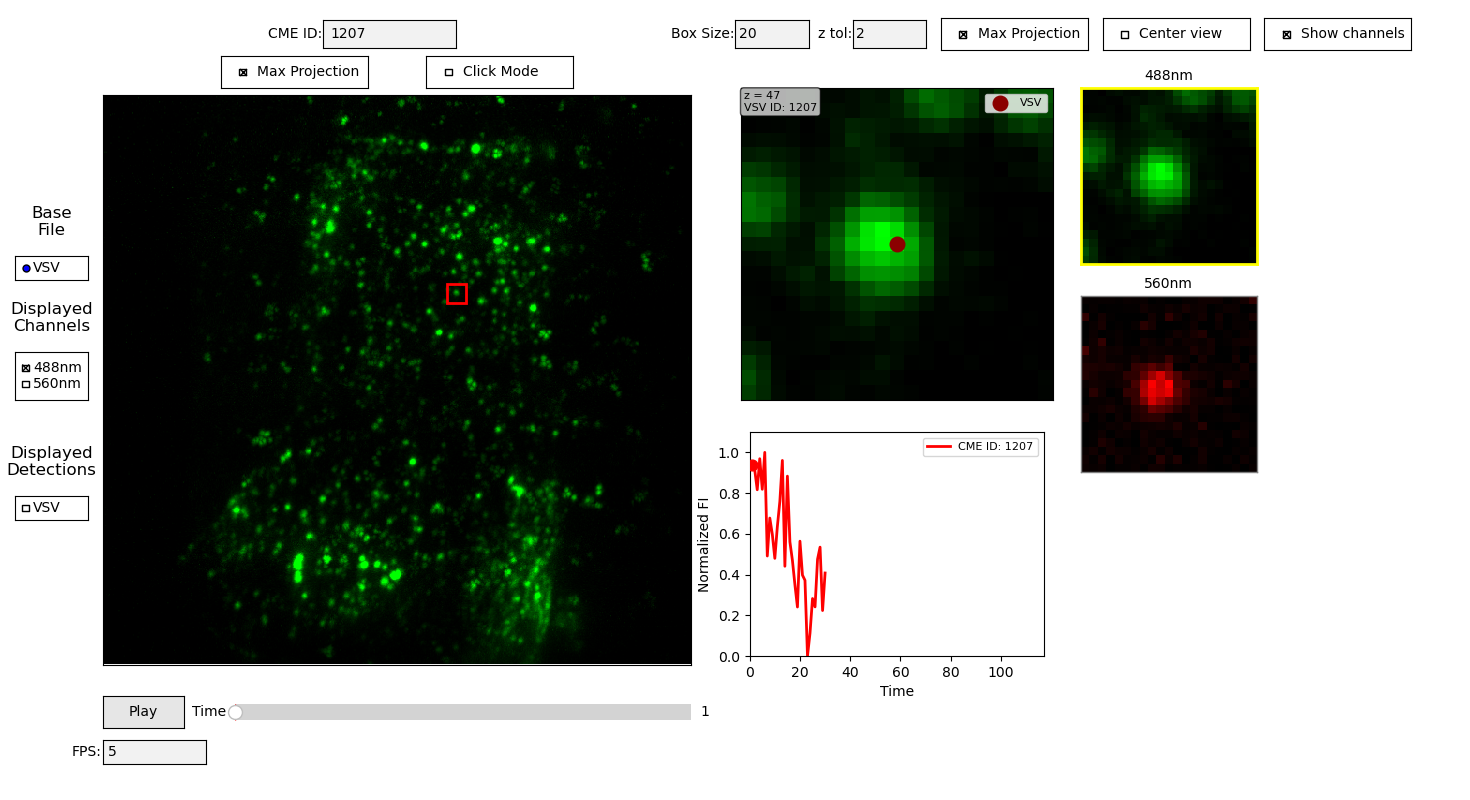 CME ID: 1207
Box Size: 20
z tol: 2
Max Projection
Center view
Show channels
Max Projection
Click Mode
488nm
z = 47
VSV ID: 1207
VSV
Base
File
VSV
560nm
Displayed
Channels
488nm
560nm
Displayed
Detections
VSV
CME ID: 1207
1.0
0.8
0.6
0.4
0.2
0.0
Normalized FI
0 20 40 60 80 100
Time
Play
Time
1
FPS: 5